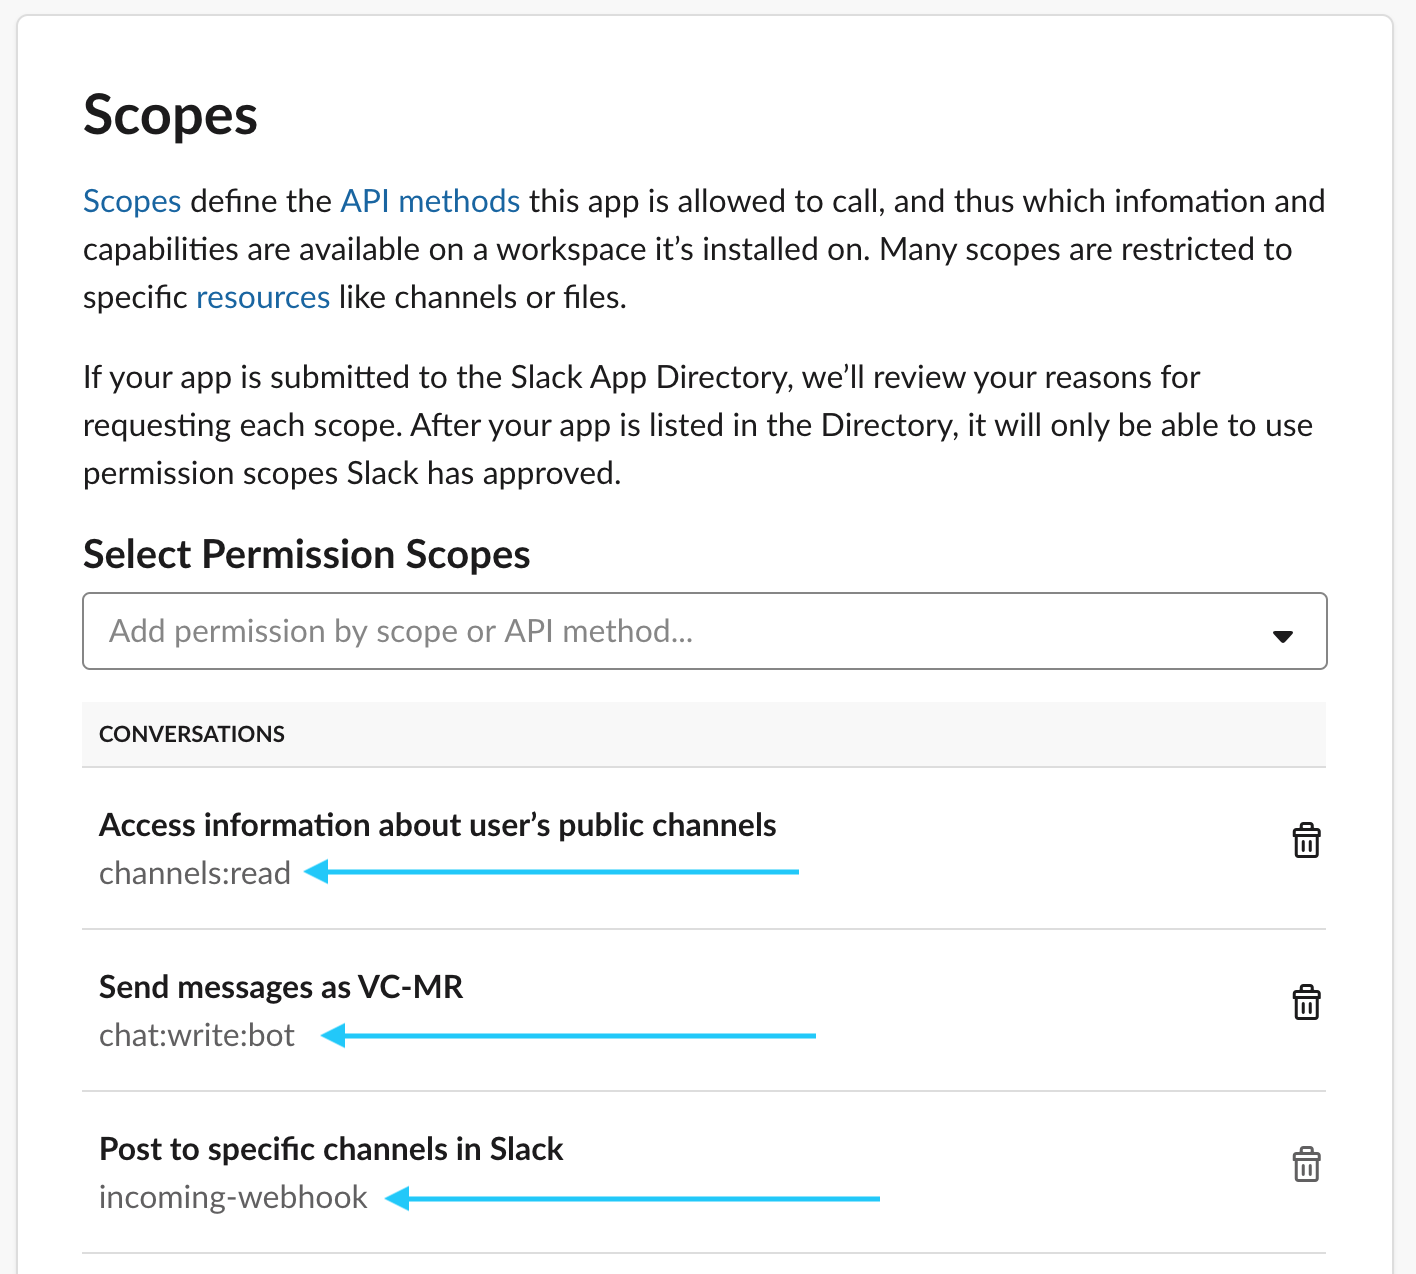 Scopes
Scopes define the API methods this app is allowed to call, and thus which infomation and
capabilities are available on a workspace it’s installed on. Many scopes are restricted to
specific resources like channels or files.
If your app is submitted to the Slack App Directory, we’ll review your reasons for
requesting each scope. After your app is listed in the Directory, it will only be able to use
permission scopes Slack has approved.
Select Permission Scopes
Add permission by scope or API method...
CONVERSATIONS
Access information about user’s public channels
channels:read
Send messages as VC-MR
chat:write:bot
Post to specific channels in Slack
incoming-webhook